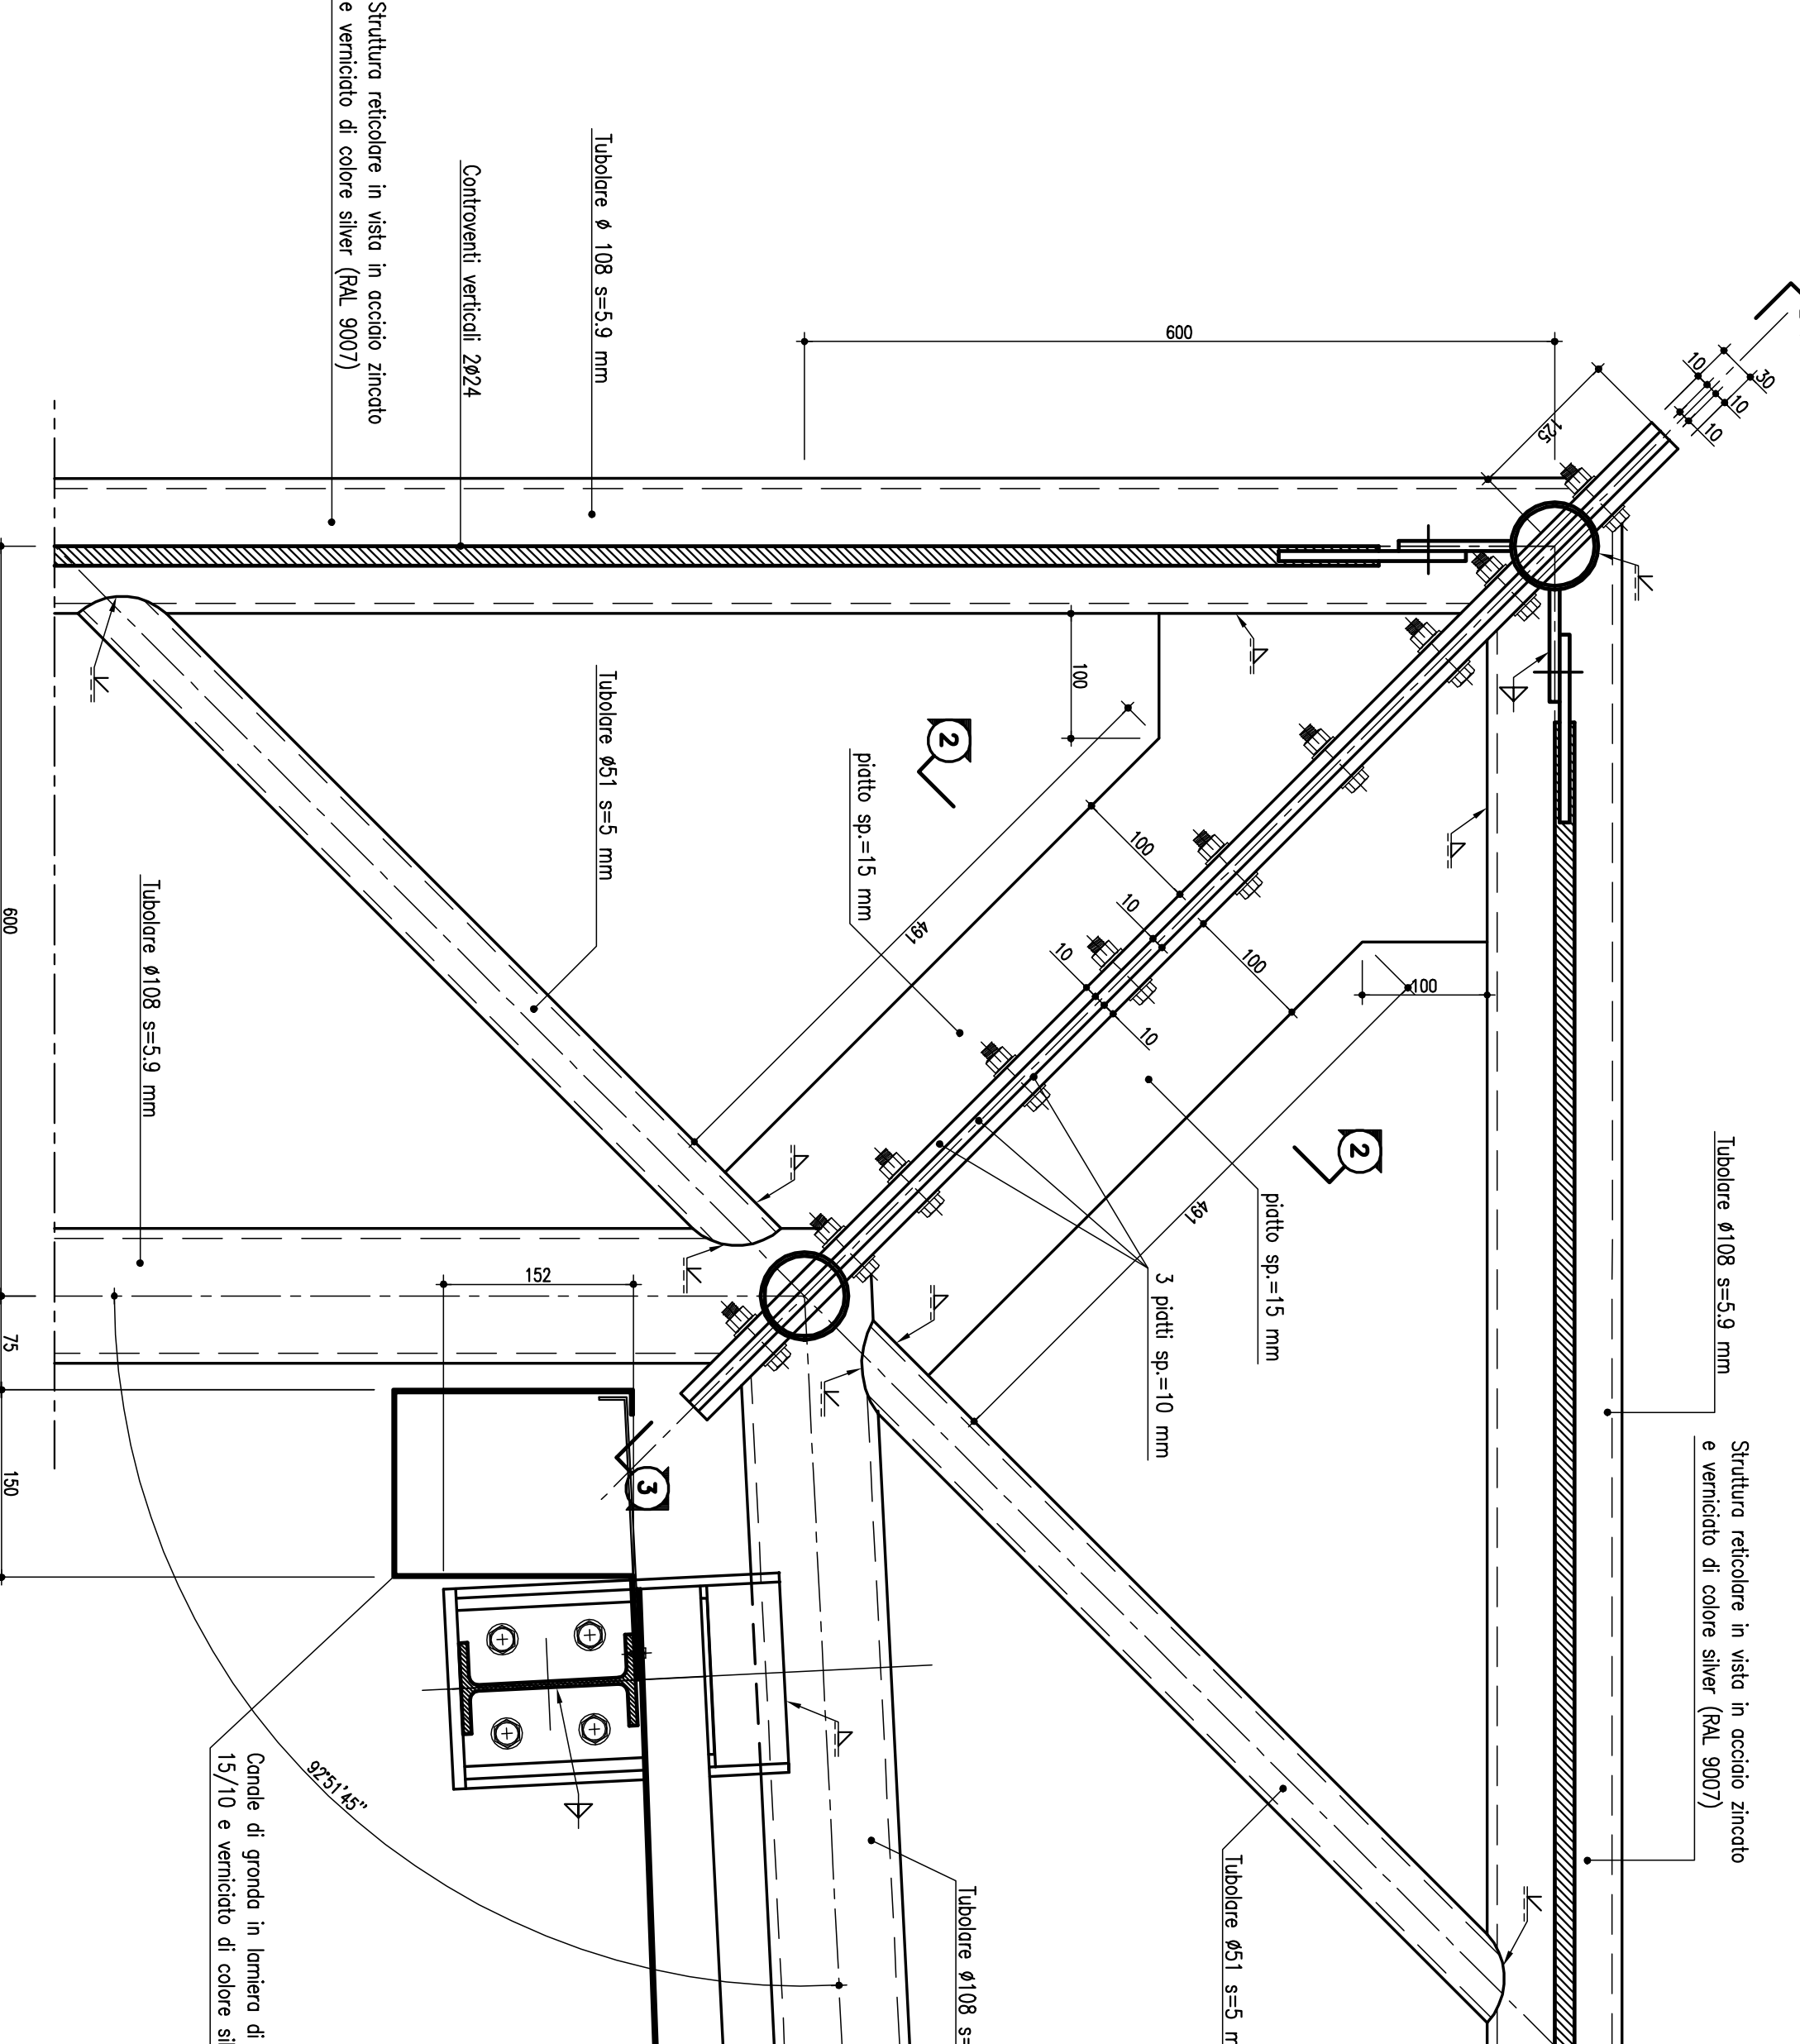 Struttura reticolare in vista in acciaio zincato
e verniciato di colore silver (RAL 9007)
Controventi verticali 2ø24
Tubolare ø 108 s=5.9 mm
Tubolare ø51 s=5 mm
Tubolare ø108 s=5.9 mm
piatto sp.=15 mm
piatto sp.=15 mm
3 piatti sp.=10 mm
Tubolare ø108 s=5.9 mm
Struttura reticolare in vista in acciaio zincato
e verniciato di colore silver (RAL 9007)
Tubolare ø51 s=5
Tubolare ø108
Canale di gronda in lamiera di
15/10 e verniciato di colore
600
125
10
30
10
10
100
491
100
10
100
10
10
100
491
152
600
75
150
92°51'45"
2
2
3